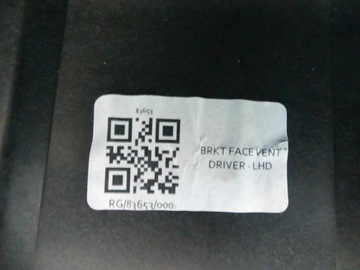 83653
BRKT FACE VENT
DRIVER - LHD
RG/83653/000